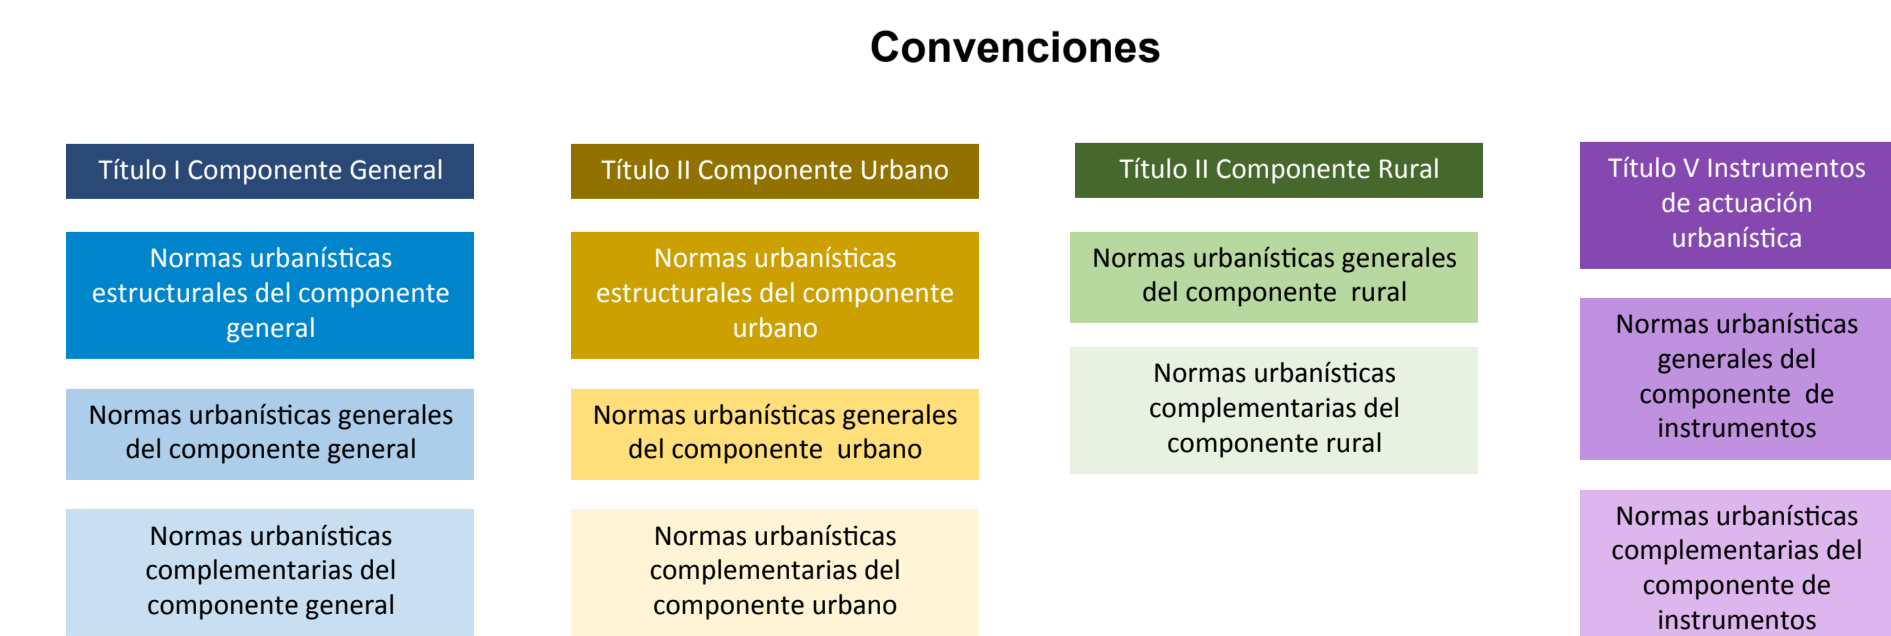 Convenciones
Título I Componente General
Normas urbanísticas
estructurales del componente
general
Normas urbanísticas generales
del componente general
Normas urbanísticas
complementarias del
componente general
Título II Componente Urbano
Normas urbanísticas
estructurales del componente
urbano
Normas urbanísticas generales
del componente  urbano
Normas urbanísticas
complementarias del
componente urbano
Título II Componente Rural
Normas urbanísticas generales
del componente  rural
Normas urbanísticas
complementarias del
componente rural
Título V Instrumentos
de actuación
urbanística
Normas urbanísticas
generales del
componente  de
instrumentos
Normas urbanísticas
complementarias del
componente de
instrumentos